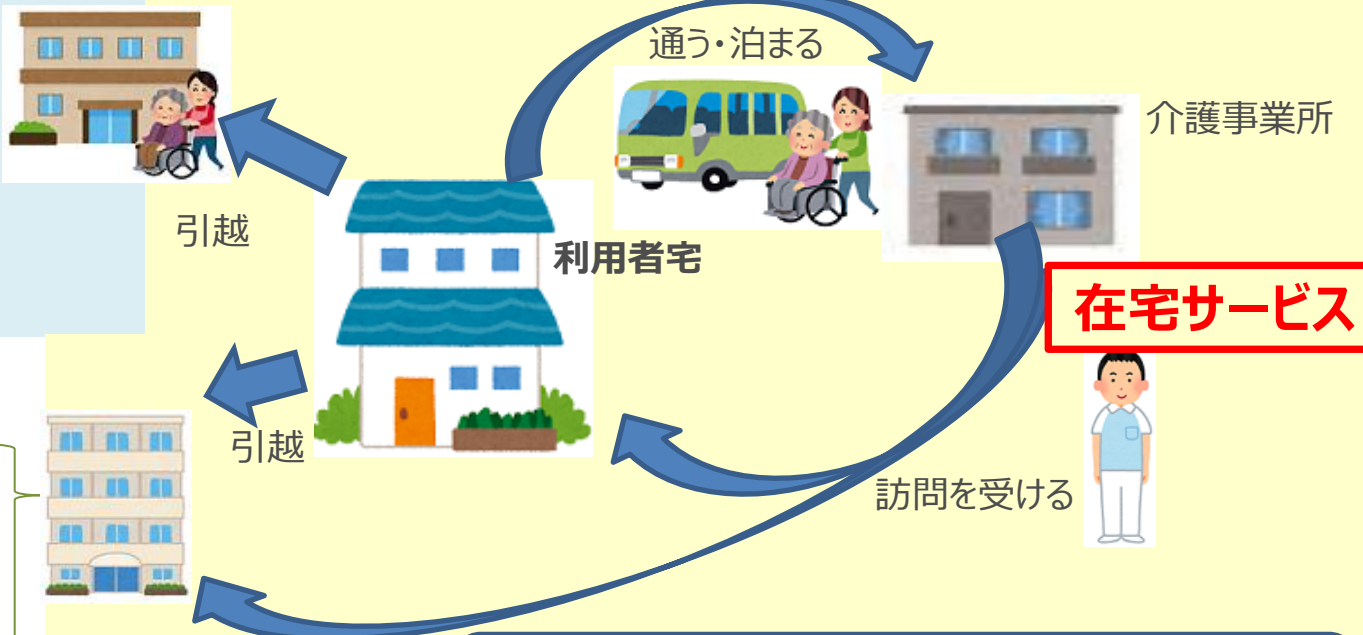 通う・泊まる
介護事業所
引越
利用者宅
在宅サービス
引越
訪問を受ける